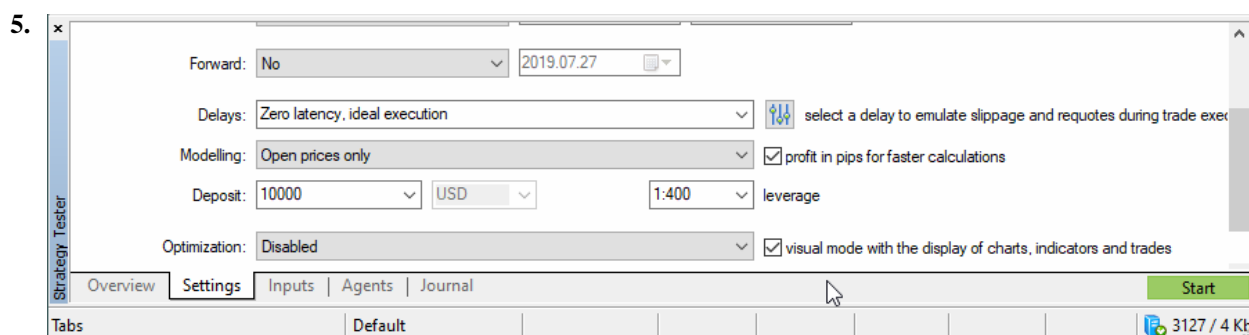 5.
Forward: No 2019.07.27
Delays: Zero latency, ideal execution select a delay to emulate slippage and requotes during trade exec
Modelling: Open prices only profit in pips for faster calculations
Deposit: 10000 USD 1:400 leverage
Optimization: Disabled visual mode with the display of charts, indicators and trades
Strategy Tester
Overview Settings Inputs | Agents | Journal Start
Tabs Default 3127 / 4 Kb